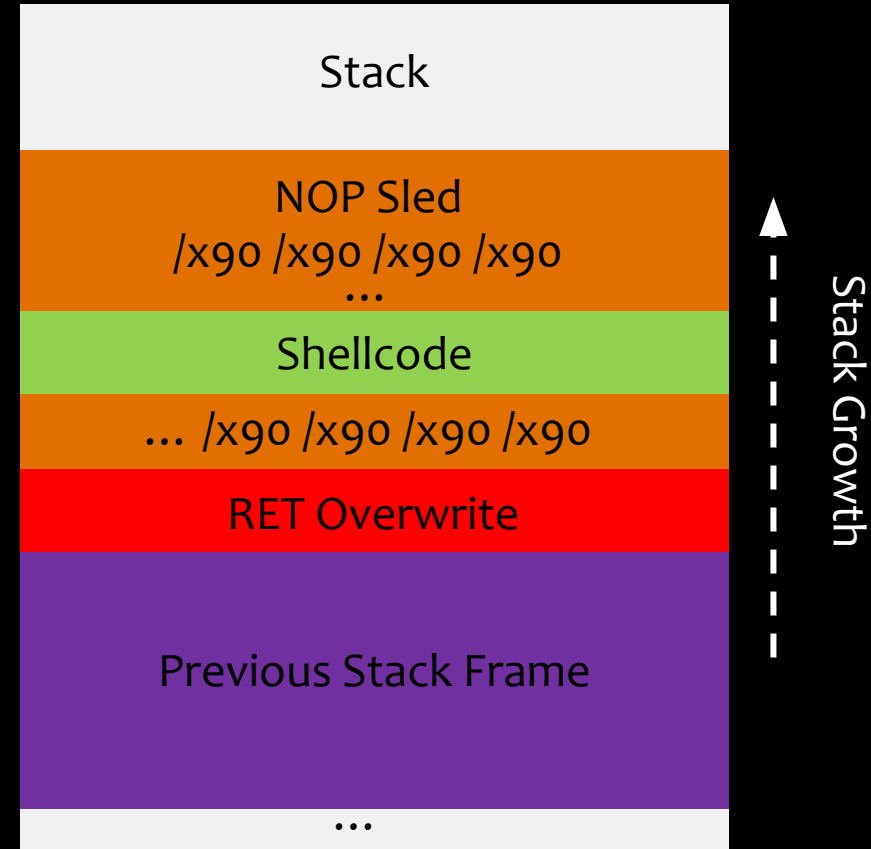 Stack
NOP Sled
/x90 /x90 /x90 /x90
...
Shellcode
... /x90 /x90 /x90 /x90
RET Overwrite
Previous Stack Frame
...
Stack Growth